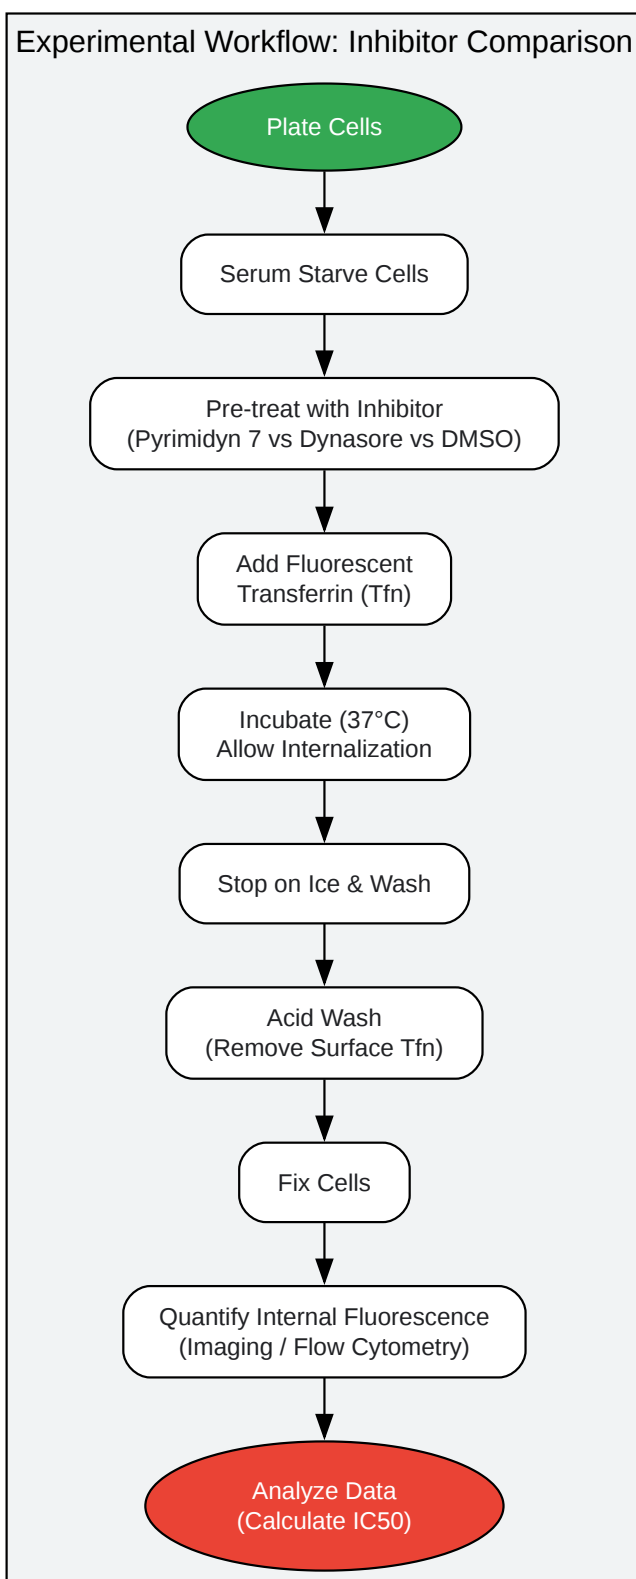 Experimental Workflow: Inhibitor Comparison
Plate Cells
Serum Starve Cells
Pre-treat with Inhibitor
(Pyrimidyn 7 vs Dynasore vs DMSO)
Add Fluorescent
Transferrin (Tfn)
Incubate (37°C)
Allow Internalization
Stop on Ice & Wash
Acid Wash
(Remove Surface Tfn)
Fix Cells
Quantify Internal Fluorescence
(Imaging / Flow Cytometry)
Analyze Data
(Calculate IC50)